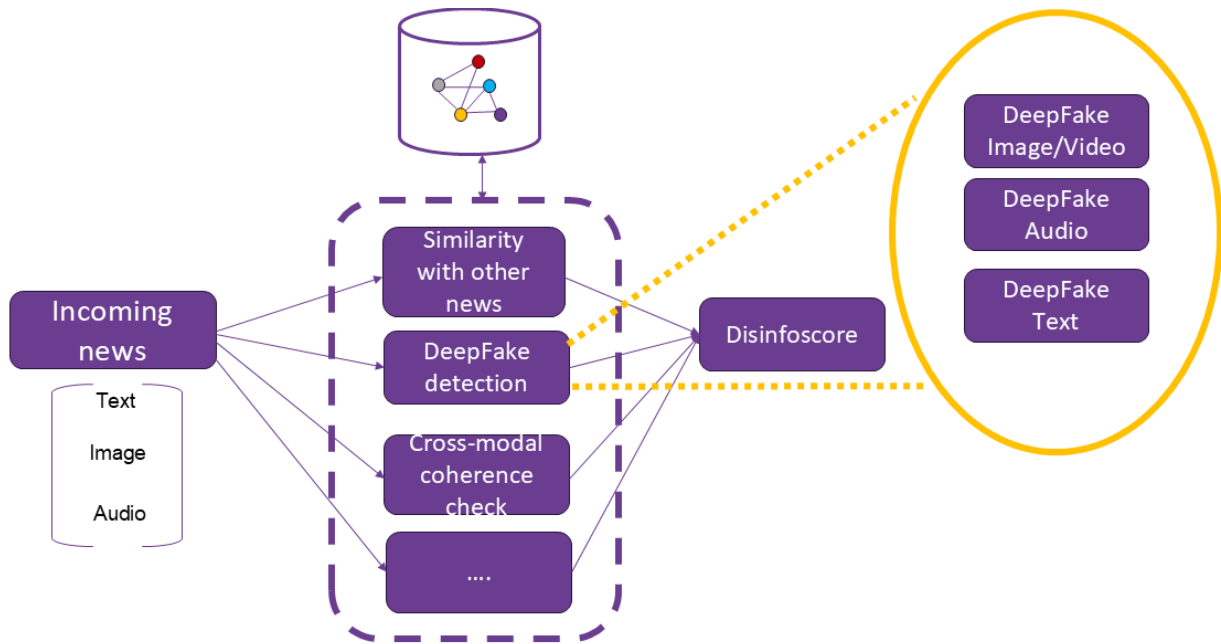 Incoming
news
Text
Image
Audio
Similarity
with other
news
DeepFake
detection
Cross-modal
coherence
check
....
Disinfoscore
DeepFake
Image/Video
DeepFake
Audio
DeepFake
Text